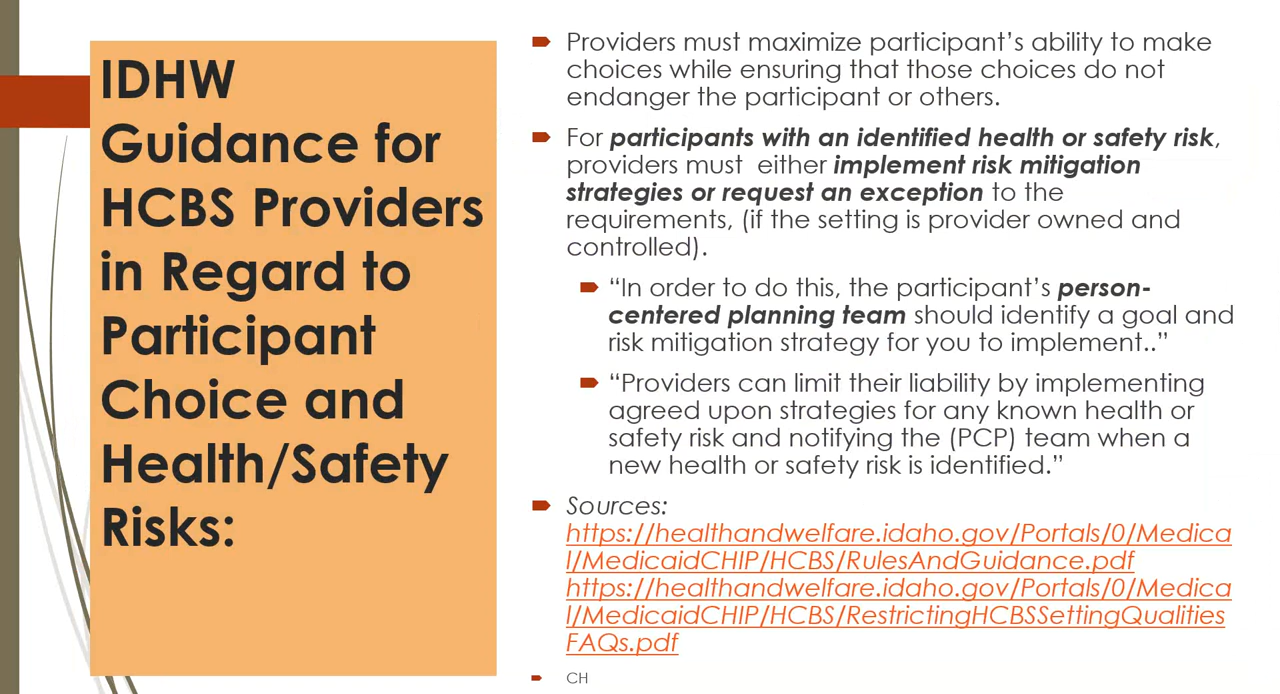 IDHW
Guidance for
HCBS Providers
in Regard to
Participant
Choice and
Health/Safety
Risks:
Providers must maximize participant’s ability to make
choices while ensuring that those choices do not
endanger the participant or others.
For participants with an identified health or safety risk,
providers must either implement risk mitigation
strategies or request an exception to the
requirements, (if the setting is provider owned and
controlled).
“In order to do this, the participant’s person-
centered planning team should identify a goal and
risk mitigation strategy for you to implement..”
“Providers can limit their liability by implementing
agreed upon strategies for any known health or
safety risk and notifying the (PCP) team when a
new health or safety risk is identified.”
Sources:
https://healthandwelfare.idaho.gov/Portals/0/Medica
l/MedicaidCHIP/HCBS/RulesAndGuidance.pdf
https://healthandwelfare.idaho.gov/Portals/0/Medica
l/MedicaidCHIP/HCBS/RestrictingHCBSSettingQualities
FAQs.pdf
CH